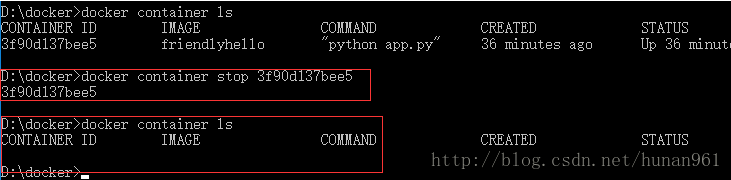 D:\docker>docker container ls
CONTAINER ID IMAGE COMMAND CREATED STATUS
3f90d137bee5 friendlyhello "python app.py" 36 minutes ago Up 36 minute
D:\docker>docker container stop 3f90d137bee5
3f90d137bee5
D:\docker>docker container ls
CONTAINER ID IMAGE COMMAND CREATED STATUS
http://blog.csdn.net/hunan961
D:\docker>